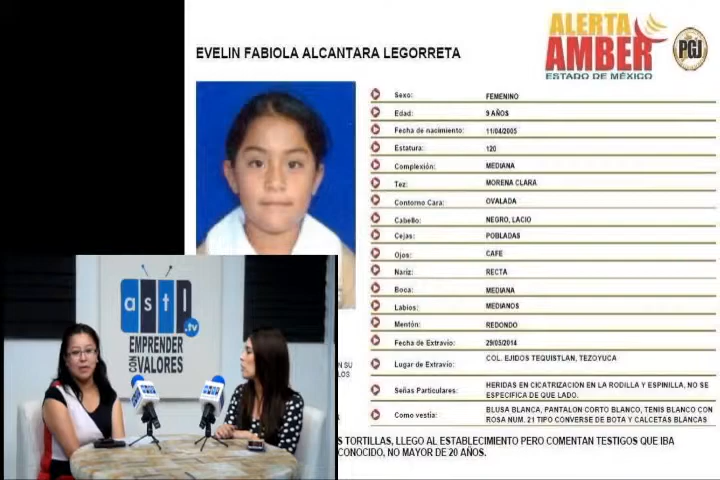 ALERTA
AMBER
ESTADO DE MÉXICO
PGJ
EVELIN FABIOLA ALCANTARA LEGORRETA
Sexo: FEMENINO
Edad: 9 AÑOS
Fecha de nacimiento: 11/04/2005
Estatura: 120
Complexión: MEDIANA
Tez: MORENA CLARA
Contorno Cara: OVALADA
Cabello: NEGRO, LACIO
Cejas: POBLADAS
Ojos: CAFE
Nariz: RECTA
Boca: MEDIANA
Labios: MEDIANOS
Mentón: REDONDO
Fecha de Extravío: 29/05/2014
Lugar de Extravío: COL. EJIDOS TEQUISTLAN, TEZOYUCA
Señas Particulares: HERIDAS EN CICATRIZACIÓN EN LA RODILLA Y ESPINILLA, NO SE
ESPECIFICA DE QUE LADO.
Como vestía: BLUSA BLANCA, PANTALON CORTO BLANCO, TENIS BLANCO CON
ROSA NUM. 21 TIPO CONVERSE DE BOTA Y CALCETAS BLANCAS
EN SU
LOS
S TORTILLAS, LLEGO AL ESTABLECIMIENTO PERO COMENTAN TESTIGOS QUE IBA
CONOCIDO, NO MAYOR DE 20 AÑOS.
astl
.tv
EMPRENDER
CON
VALORES